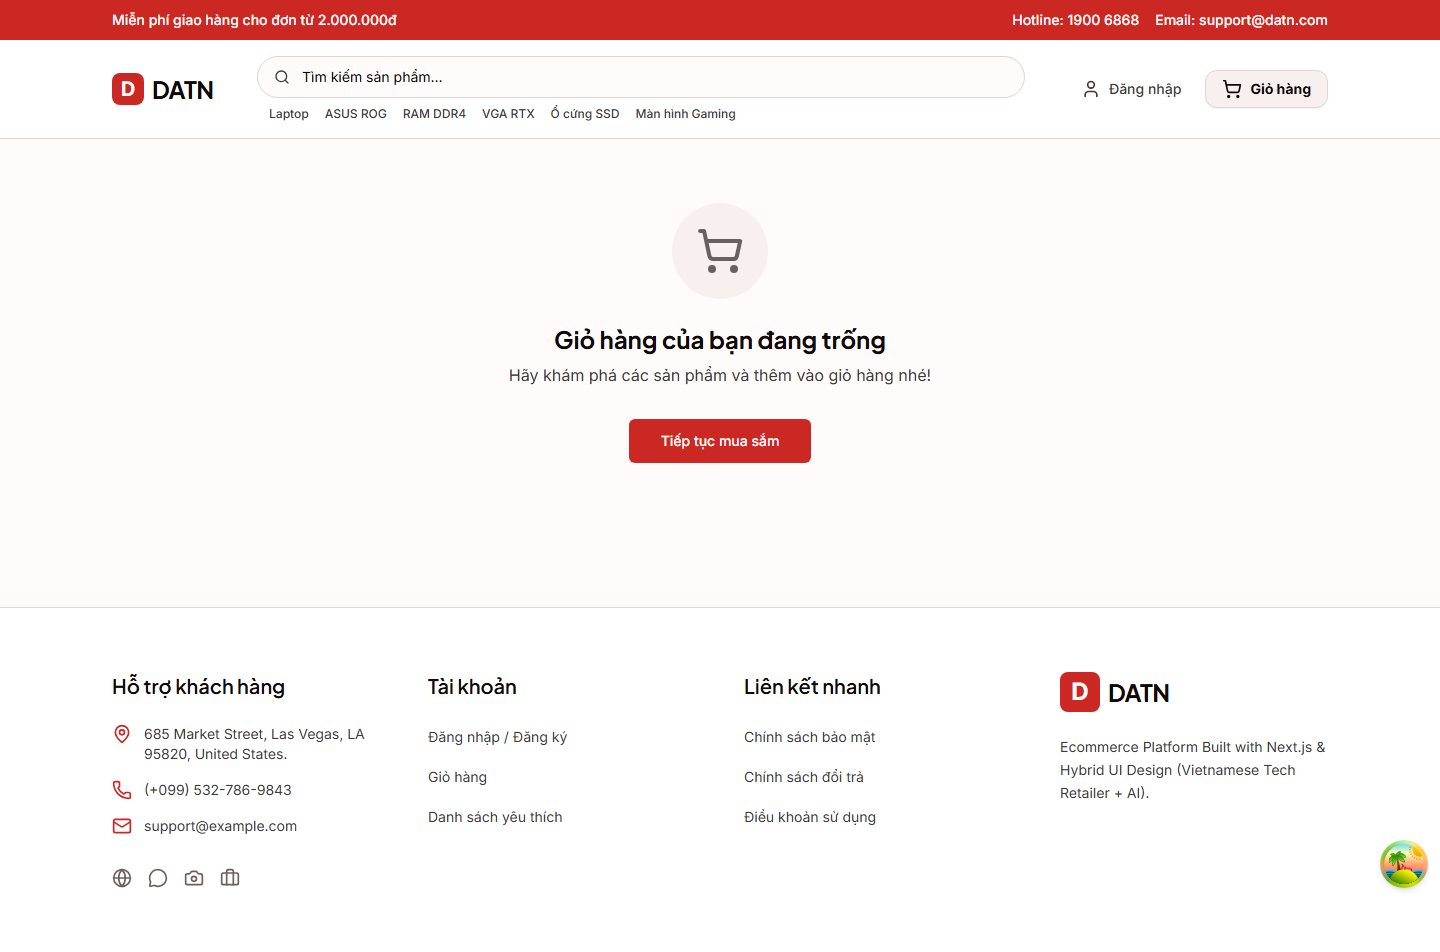 Miễn phí giao hàng cho đơn từ 2.000.000đ
Hotline: 1900 6868 Email: support@datn.com
D DATN
Tìm kiếm sản phẩm...
Đăng nhập
Giỏ hàng
Laptop ASUS ROG RAM DDR4 VGA RTX Ổ cứng SSD Màn hình Gaming
Giỏ hàng của bạn đang trống
Hãy khám phá các sản phẩm và thêm vào giỏ hàng nhé!
Tiếp tục mua sắm
Hỗ trợ khách hàng
685 Market Street, Las Vegas, LA
95820, United States.
(+099) 532-786-9843
support@example.com
Tài khoản
Đăng nhập / Đăng ký
Giỏ hàng
Danh sách yêu thích
Liên kết nhanh
Chính sách bảo mật
Chính sách đổi trả
Điều khoản sử dụng
D DATN
Ecommerce Platform Built with Next.js &
Hybrid UI Design (Vietnamese Tech
Retailer + AI).